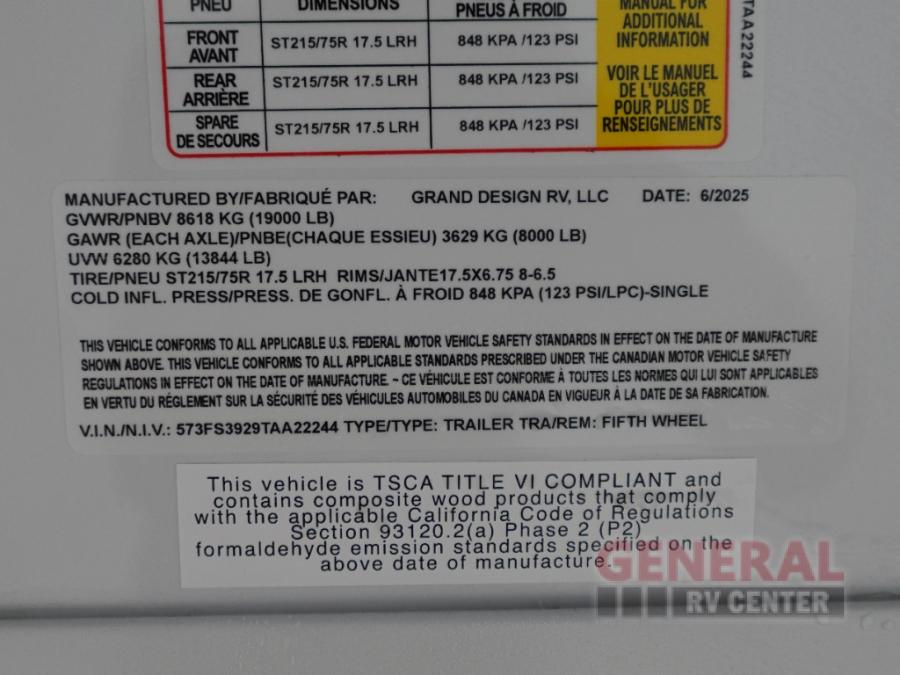 PNEU DIMENSIONS PNEUS À FROID
MANUAL FOR
ADDITIONAL
INFORMATION
FRONT
AVANT ST215/75R 17.5 LRH 848 KPA /123 PSI
REAR
ARRIÈRE ST215/75R 17.5 LRH 848 KPA /123 PSI
SPARE
DE SECOURS ST215/75R 17.5 LRH 848 KPA /123 PSI
VOIR LE MANUEL
DE L'USAGER
POUR PLUS DE
RENSEIGNEMENTS
TAA22244
MANUFACTURED BY/FABRIQUÉ PAR: GRAND DESIGN RV, LLC DATE: 6/2025
GVWR/PNBV 8618 KG (19000 LB)
GAWR (EACH AXLE)/PNBE(CHAQUE ESSIEU) 3629 KG (8000 LB)
UVW 6280 KG (13844 LB)
TIRE/PNEU ST215/75R 17.5 LRH RIMS/JANTE17.5X6.75 8-6.5
COLD INFL. PRESS/PRESS. DE GONFL. À FROID 848 KPA (123 PSI/LPC)-SINGLE
THIS VEHICLE CONFORMS TO ALL APPLICABLE U.S. FEDERAL MOTOR VEHICLE SAFETY STANDARDS IN EFFECT ON THE DATE OF MANUFACTURE
SHOWN ABOVE. THIS VEHICLE CONFORMS TO ALL APPLICABLE STANDARDS PRESCRIBED UNDER THE CANADIAN MOTOR VEHICLE SAFETY
REGULATIONS IN EFFECT ON THE DATE OF MANUFACTURE. ~ CE VÉHICULE EST CONFORME À TOUTES LES NORMES QUI LUI SONT APPLICABLES
EN VERTU DU RÉGLEMENT SUR LA SÉCURITÉ DES VÉHICULES AUTOMOBILES DU CANADA EN VIGUEUR À LA DATE DE SA FABRICATION.
V.I.N./N.I.V.: 573FS3929TAA22244 TYPE/TYPE: TRAILER TRA/REM: FIFTH WHEEL
This vehicle is TSCA TITLE VI COMPLIANT and
contains composite wood products that comply
with the applicable California Code of Regulations
Section 93120.2(a) Phase 2 (P2)
formaldehyde emission standards specified on the
above date of manufacture.
GENERAL
RV CENTER